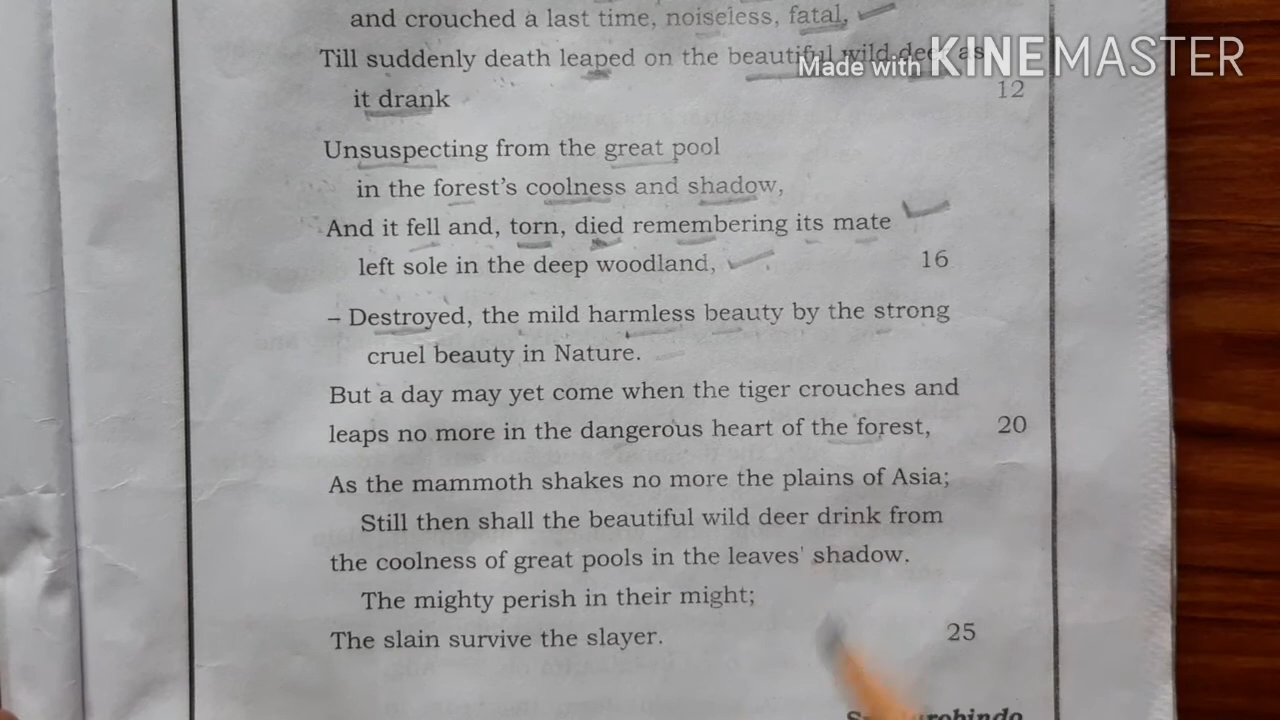 and crouched a last time, noiseless, fatal,
Till suddenly death leaped on the beautiful wild deer as
Made with KINEMASTER
it drank
12
Unsuspecting from the great pool
in the forest's coolness and shadow,
And it fell and, torn, died remembering its mate
left sole in the deep woodland,
16
– Destroyed, the mild harmless beauty by the strong
cruel beauty in Nature.
But a day may yet come when the tiger crouches and
leaps no more in the dangerous heart of the forest,
20
As the mammoth shakes no more the plains of Asia;
Still then shall the beautiful wild deer drink from
the coolness of great pools in the leaves' shadow.
The mighty perish in their might;
The slain survive the slayer.
25